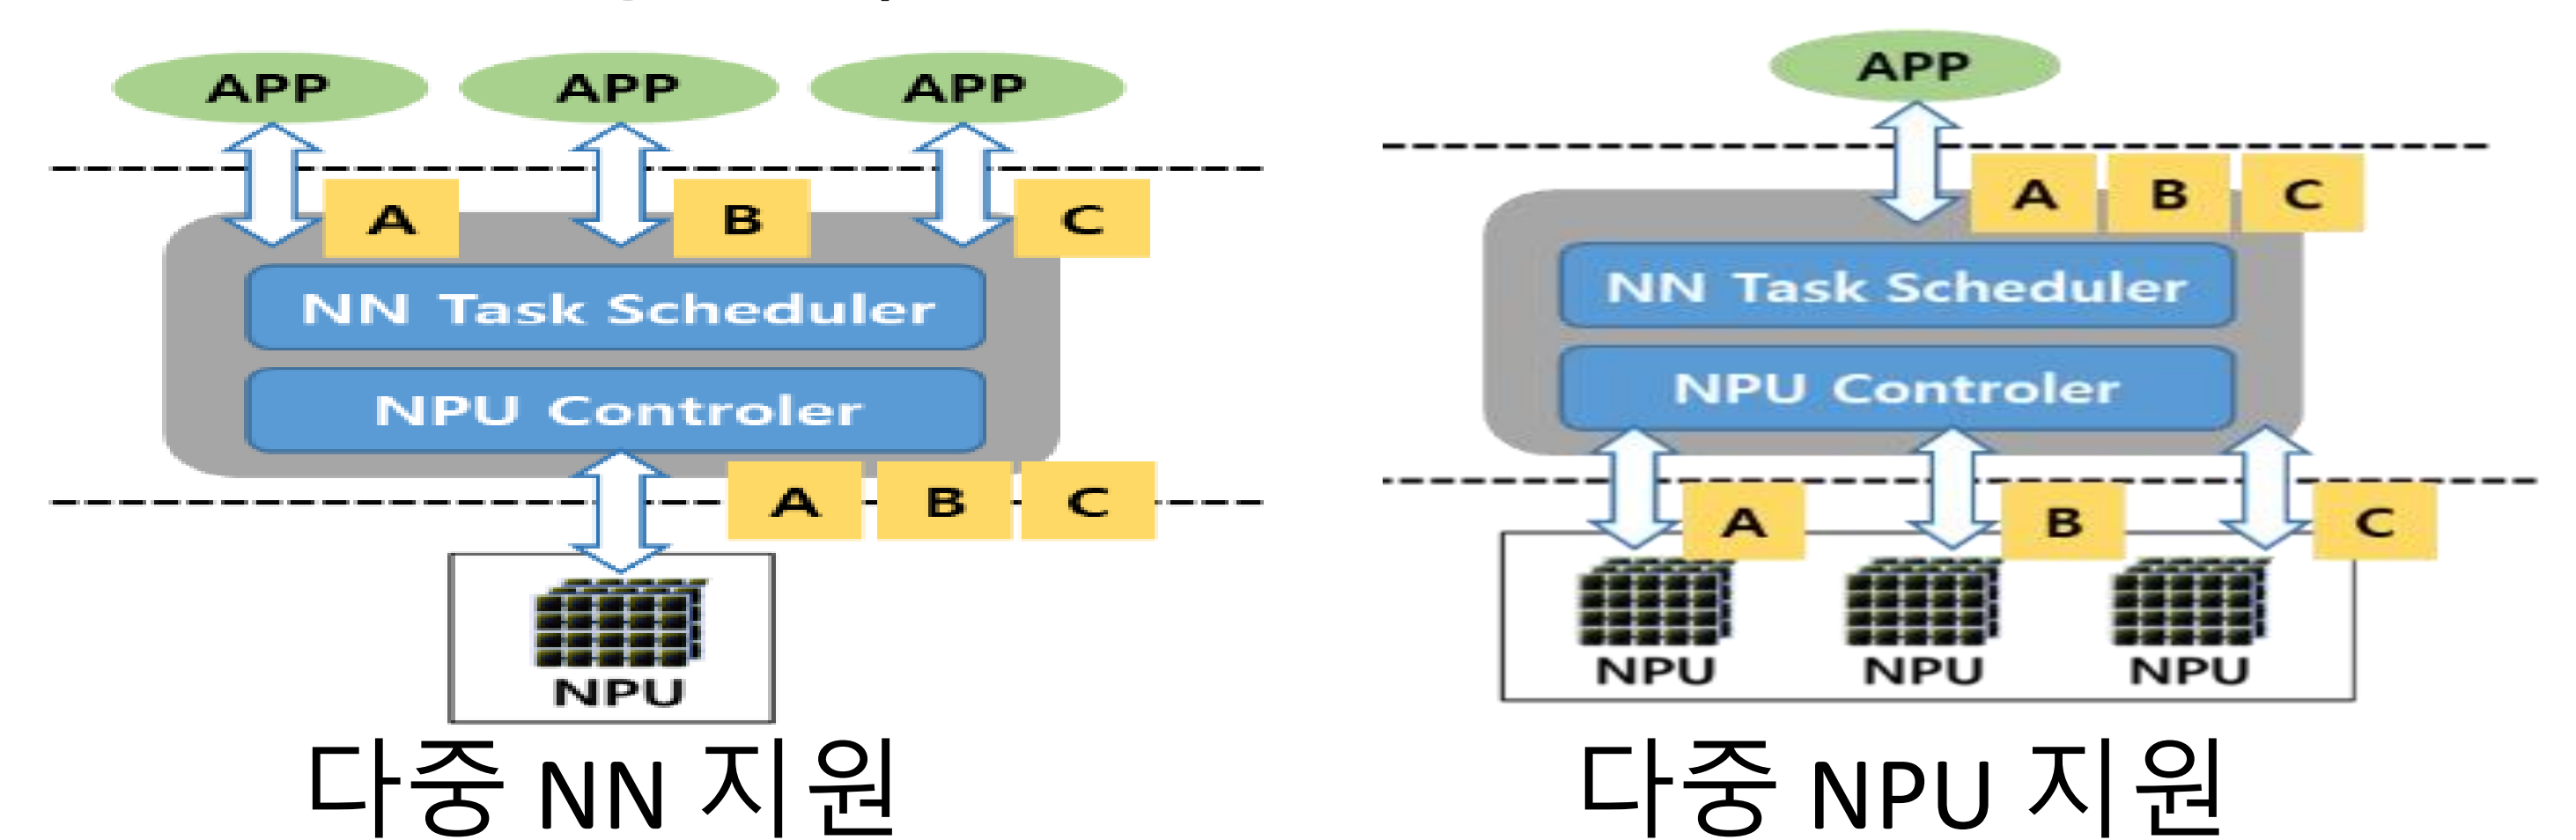 APP APP APP
A B C
NN Task Scheduler
NPU Controler
A B C
NPU
다중 NN 지원
APP
A B C
NN Task Scheduler
NPU Controler
A B C
NPU NPU NPU
다중 NPU 지원